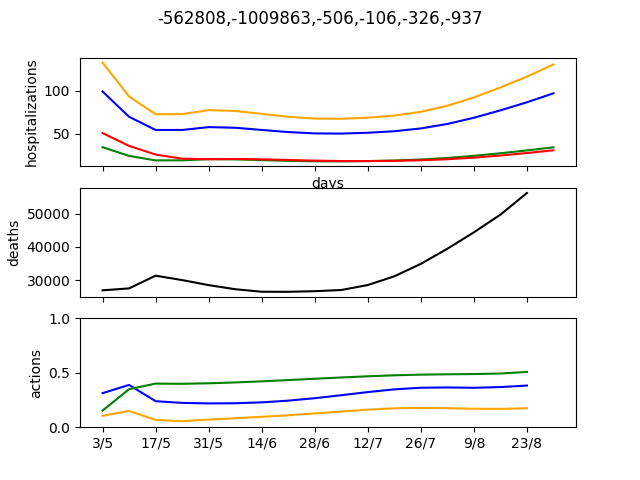 -562808,-1009863,-506,-106,-326,-937
hospitalizations
100
50
days
deaths
50000
40000
30000
actions
1.0
0.5
0.0
3/5 17/5 31/5 14/6 28/6 12/7 26/7 9/8 23/8